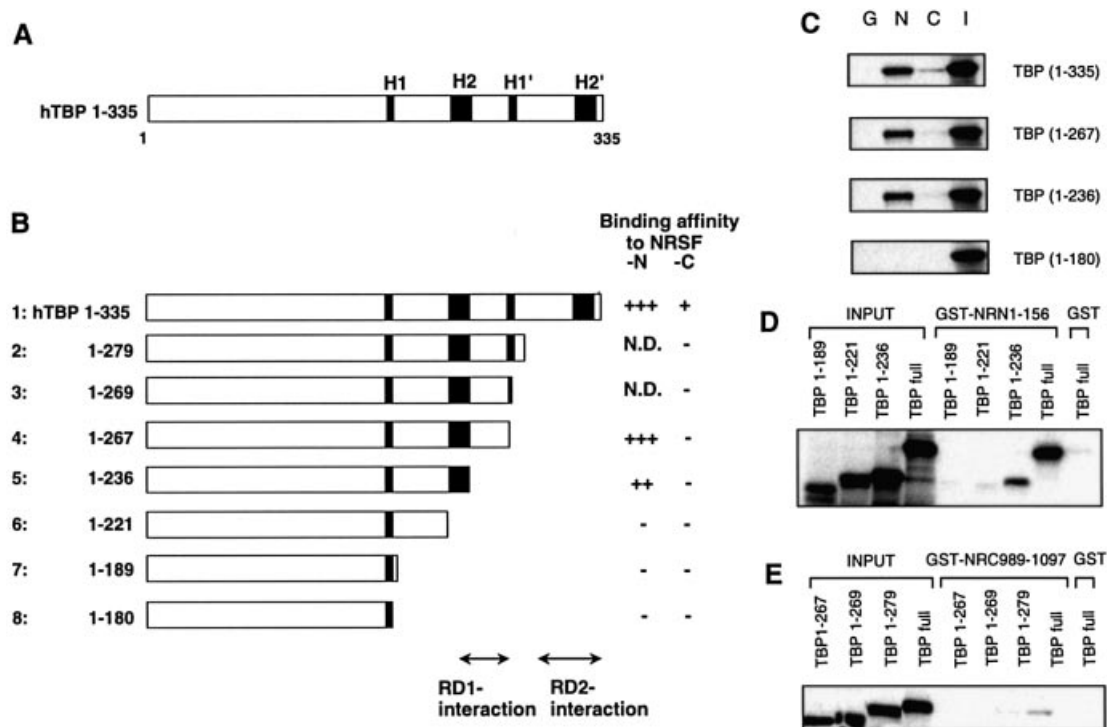 A
H1 H2 H1' H2'
hTBP 1-335
1 335
B
Binding affinity
to NRSF
-N -C
1: hTBP 1-335 +++ +
2: 1-279 N.D. -
3: 1-269 N.D. -
4: 1-267 +++ -
5: 1-236 ++ -
6: 1-221 - -
7: 1-189 - -
8: 1-180 - -
RD1- RD2-
interaction interaction
C
G N C I
TBP (1-335)
TBP (1-267)
TBP (1-236)
TBP (1-180)
D
INPUT GST-NRN1-156 GST
TBP 1-189 TBP 1-221 TBP 1-236 TBP full TBP 1-189 TBP 1-221 TBP 1-236 TBP full TBP full
E
INPUT GST-NRC989-1097 GST
TBP1-267 TBP 1-269 TBP 1-279 TBP full TBP 1-267 TBP 1-269 TBP 1-279 TBP full TBP full